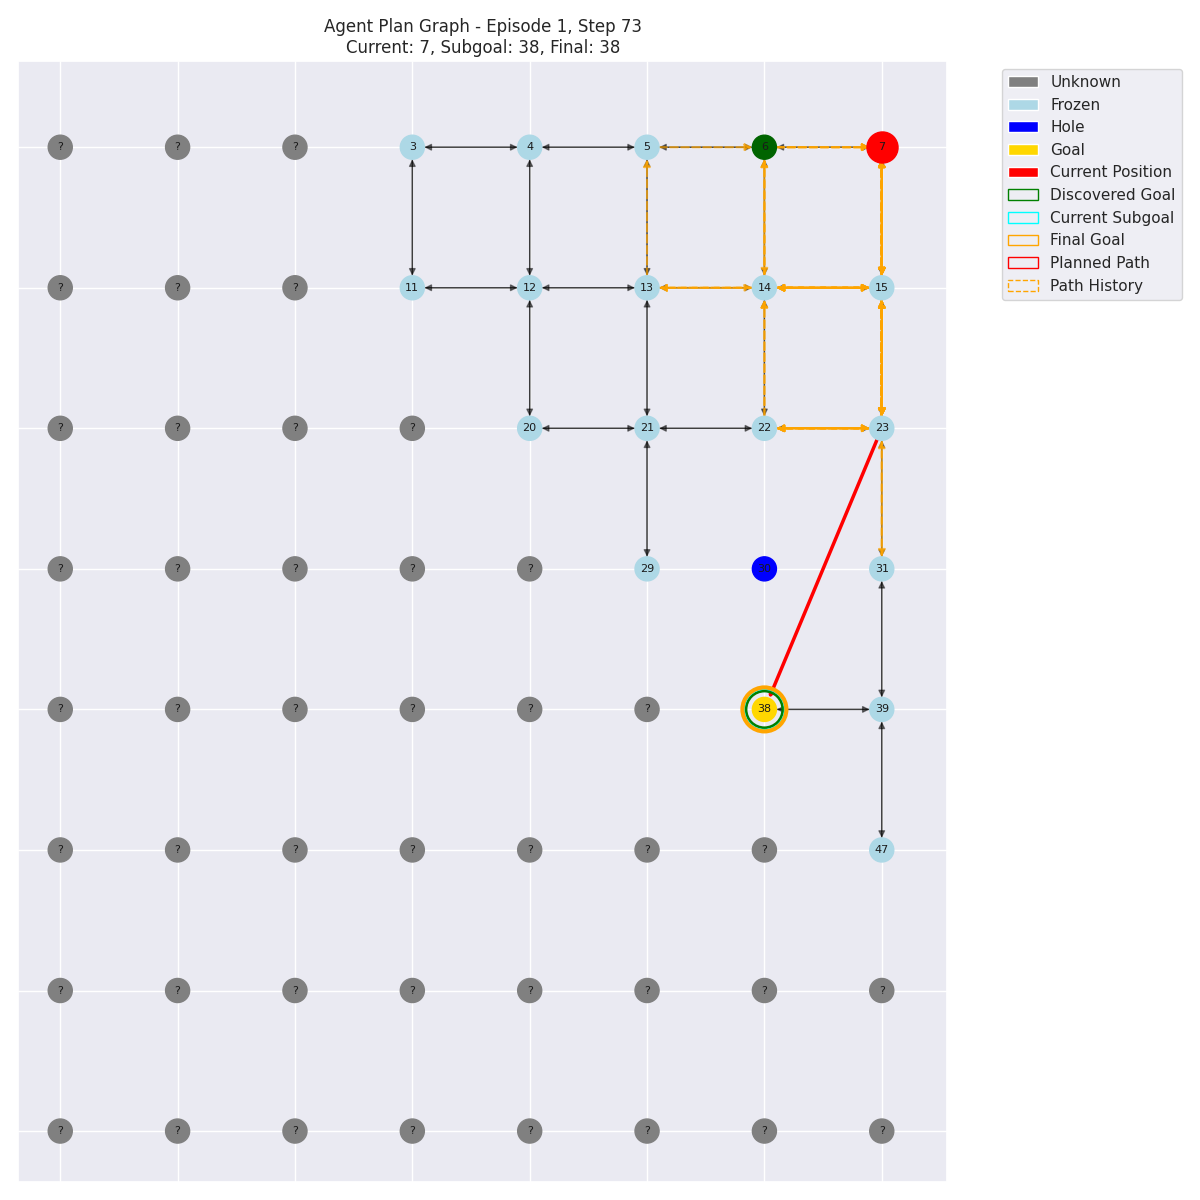 Agent Plan Graph - Episode 1, Step 73
Current: 7, Subgoal: 38, Final: 38
Unknown
Frozen
Hole
Goal
Current Position
Discovered Goal
Current Subgoal
Final Goal
Planned Path
Path History
? ? ? 3 4 5 6 7
? ? ? 11 12 13 14 15
? ? ? ? 20 21 22 23
? ? ? ? ? 29 30 31
? ? ? ? ? ? 38 39
? ? ? ? ? ? ? 47
? ? ? ? ? ? ? ?
? ? ? ? ? ? ? ?